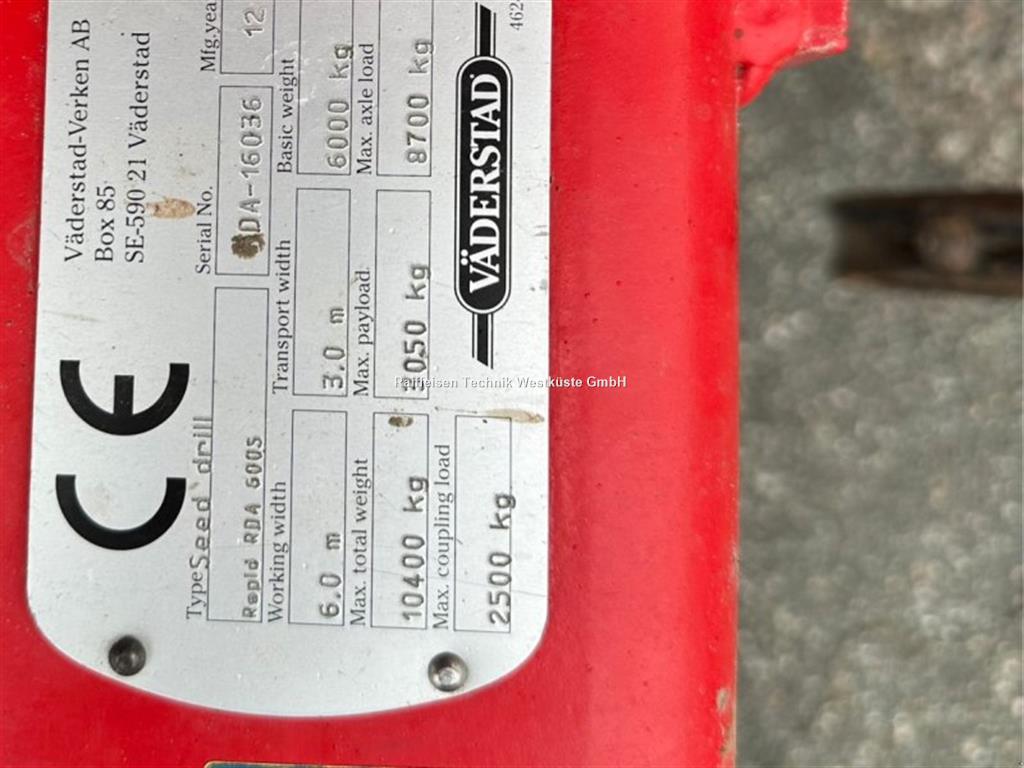 Väderstad-Verken AB
Box 85
SE-590 21 Väderstad
Type Seed drill
Serial No. Mfg.yea
Rapid RDA 600S DA-16036 12
Working width Transport width Basic weight
6.0 m 3.0 m 6000 kg
Max. total weight Max. payload Max. axle load
10400 kg 050 kg 8700 kg
Max. coupling load
2500 kg
VÄDERSTAD
462
Raiffeisen Technik Westküste GmbH